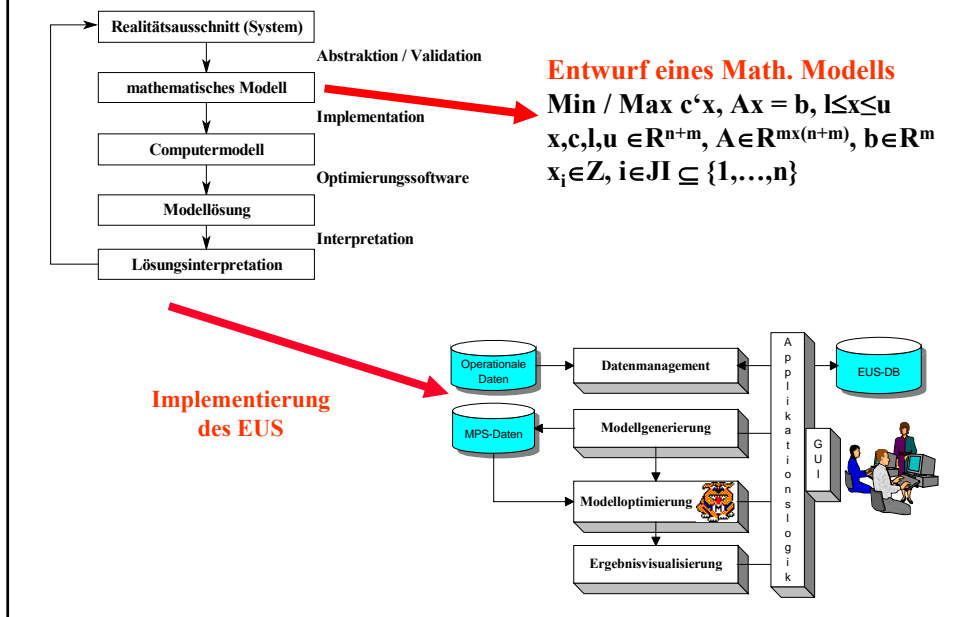 Realitätsausschnitt (System)
Abstraktion / Validation
mathematisches Modell
Implementation
Computermodell
Optimierungssoftware
Modellösung
Interpretation
Lösungsinterpretation
Entwurf eines Math. Modells
Min / Max c‘x, Ax = b, l≤x≤u
x,c,l,u ∈Rⁿ⁺ᵐ, A∈Rᵐˣ⁽ⁿ⁺ᵐ⁾, b∈Rᵐ
xᵢ∈Z, i∈JI ⊆ {1,…,n}
Implementierung
des EUS
Operationale
Daten
Datenmanagement
EUS-DB
MPS-Daten
Modellgenerierung
Modelloptimierung
Ergebnisvisualisierung
Applikationslogik
GUI